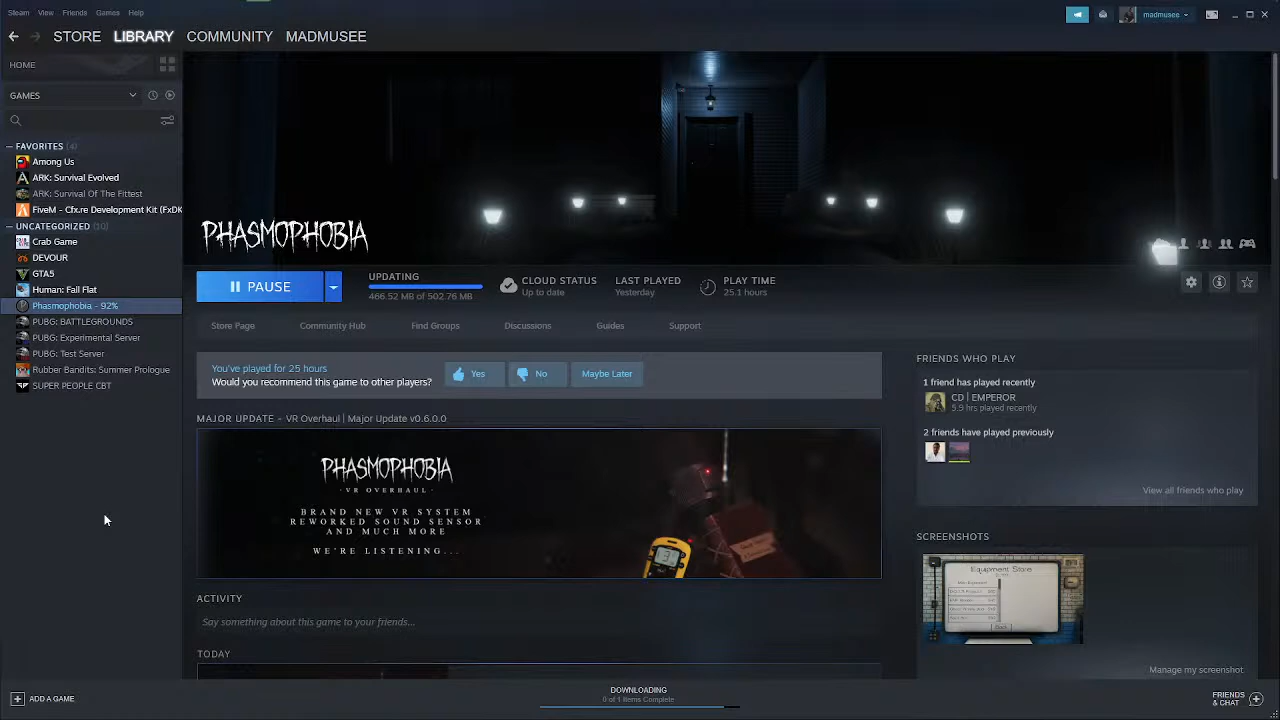 Steam View Friends Games Help
madmusee
STORE LIBRARY COMMUNITY MADMUSEE
HOME
GAMES
FAVORITES (4)
Among Us
ARK: Survival Evolved
ARK: Survival Of The Fittest
FiveM - Cfx.re Development Kit (FxDK
UNCATEGORIZED (10)
Crab Game
DEVOUR
GTA5
Human: Fall Flat
Phasmophobia - 92%
PUBG: BATTLEGROUNDS
PUBG: Experimental Server
PUBG: Test Server
Rubber Bandits: Summer Prologue
SUPER PEOPLE CBT
ADD A GAME
PHASMOPHOBIA
PAUSE
UPDATING
466.52 MB of 502.76 MB
CLOUD STATUS
Up to date
LAST PLAYED
Yesterday
PLAY TIME
25.1 hours
Store Page Community Hub Find Groups Discussions Guides Support
You've played for 25 hours
Would you recommend this game to other players?
Yes No Maybe Later
MAJOR UPDATE - VR Overhaul | Major Update v0.6.0.0
PHASMOPHOBIA
· VR OVERHAUL ·
BRAND NEW VR SYSTEM
REWORKED SOUND SENSOR
AND MUCH MORE
WE'RE LISTENING...
ACTIVITY
Say something about this game to your friends...
TODAY
FRIENDS WHO PLAY
1 friend has played recently
CD | EMPEROR
5.9 hrs played recently
2 friends have played previously
View all friends who play
SCREENSHOTS
Equipment Store
Back
Manage my screenshot
DOWNLOADING
0 of 1 Items Complete
FRIENDS
& CHAT